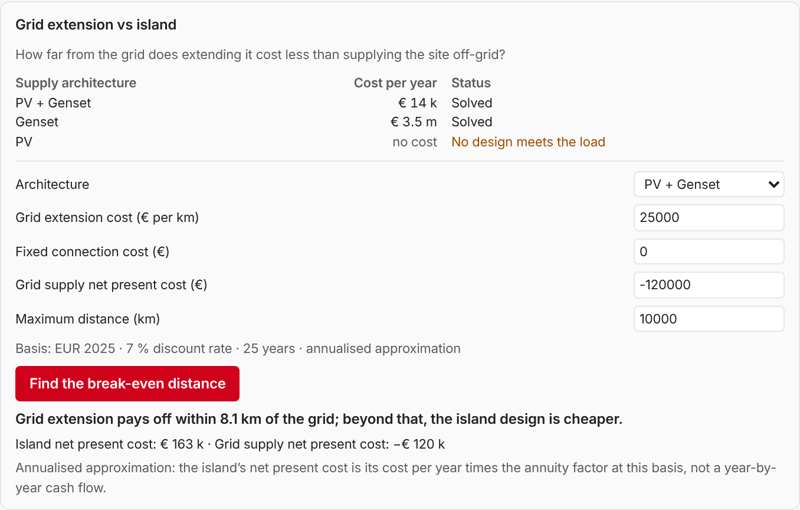 Grid extension vs island
How far from the grid does extending it cost less than supplying the site off-grid?
Supply architecture Cost per year Status
PV + Genset € 14 k Solved
Genset € 3.5 m Solved
PV no cost No design meets the load
Architecture PV + Genset
Grid extension cost (€ per km) 25000
Fixed connection cost (€) 0
Grid supply net present cost (€) -120000
Maximum distance (km) 10000
Basis: EUR 2025 · 7 % discount rate · 25 years · annualised approximation
Find the break-even distance
Grid extension pays off within 8.1 km of the grid; beyond that, the island design is cheaper.
Island net present cost: € 163 k · Grid supply net present cost: −€ 120 k
Annualised approximation: the island’s net present cost is its cost per year times the annuity factor at this basis, not a year-by-
year cash flow.